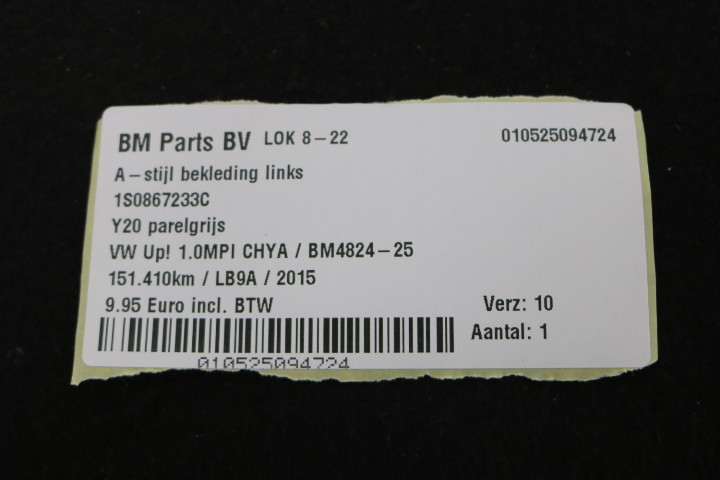 BM Parts BV LOK 8-22 010525094724
A-stijl bekleding links
1S0867233C
Y20 parelgrijs
VW Up! 1.0MPI CHYA / BM4824-25
151.410km / LB9A / 2015
9.95 Euro incl. BTW Verz: 10
Aantal: 1
010525094724